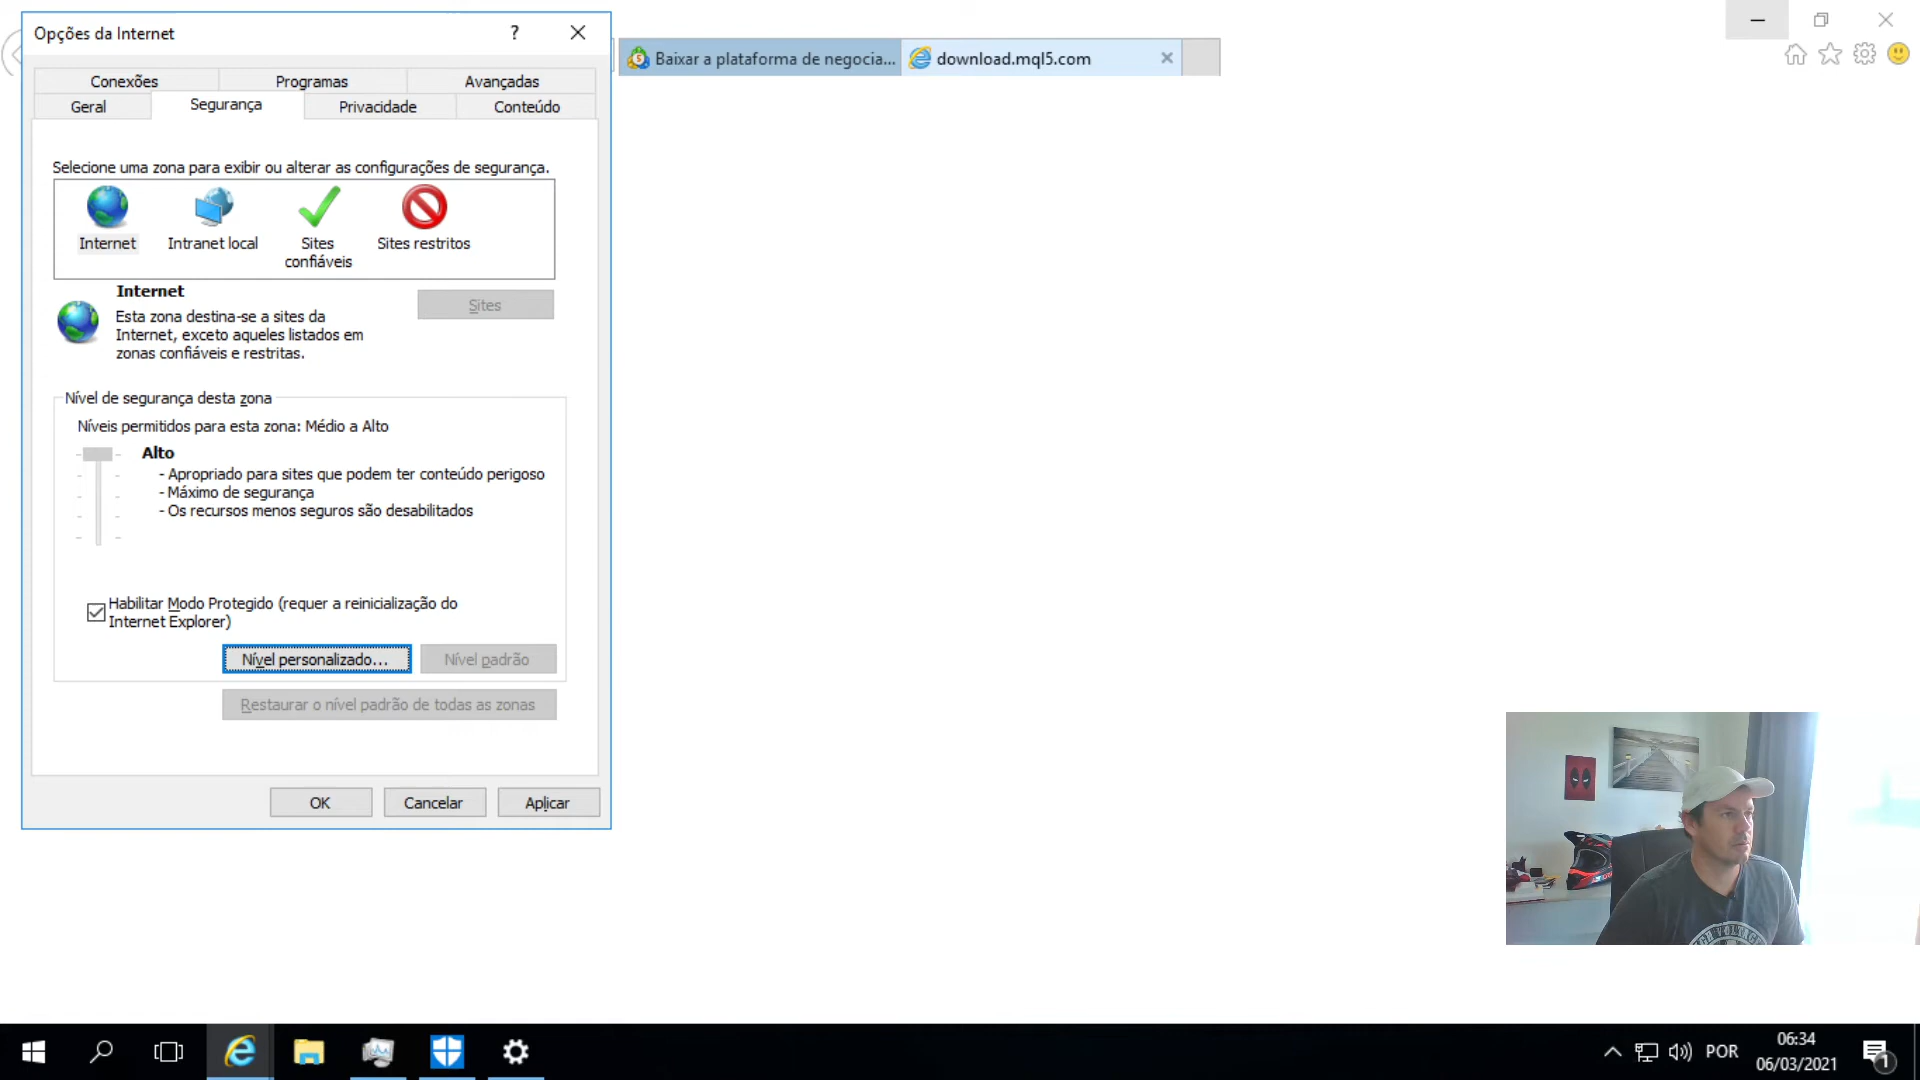 Opções da Internet
?
Baixar a plataforma de negocia...
download.mql5.com
Conexões
Programas
Avançadas
Geral
Segurança
Privacidade
Conteúdo
Selecione uma zona para exibir ou alterar as configurações de segurança.
Internet
Intranet local
Sites
confiáveis
Sites restritos
Internet
Esta zona destina-se a sites da
Internet, exceto aqueles listados em
zonas confiáveis e restritas.
Sites
Nível de segurança desta zona
Níveis permitidos para esta zona: Médio a Alto
Alto
- Apropriado para sites que podem ter conteúdo perigoso
- Máximo de segurança
- Os recursos menos seguros são desabilitados
Habilitar Modo Protegido (requer a reinicialização do
Internet Explorer)
Nível personalizado...
Nível padrão
Restaurar o nível padrão de todas as zonas
OK
Cancelar
Aplicar
POR
06:34
06/03/2021
1